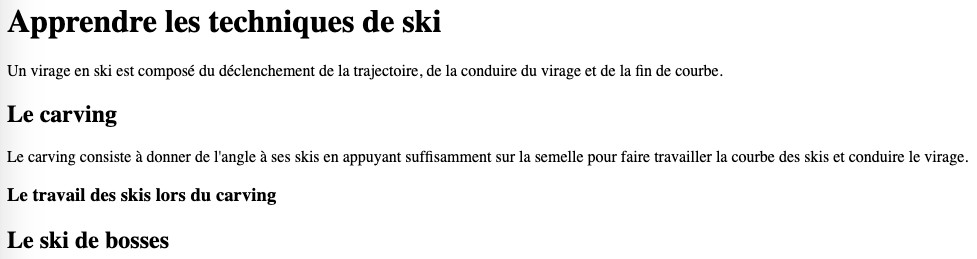 Apprendre les techniques de ski
Un virage en ski est composé du déclenchement de la trajectoire, de la conduire du virage et de la fin de courbe.
Le carving
Le carving consiste à donner de l'angle à ses skis en appuyant suffisamment sur la semelle pour faire travailler la courbe des skis et conduire le virage.
Le travail des skis lors du carving
Le ski de bosses